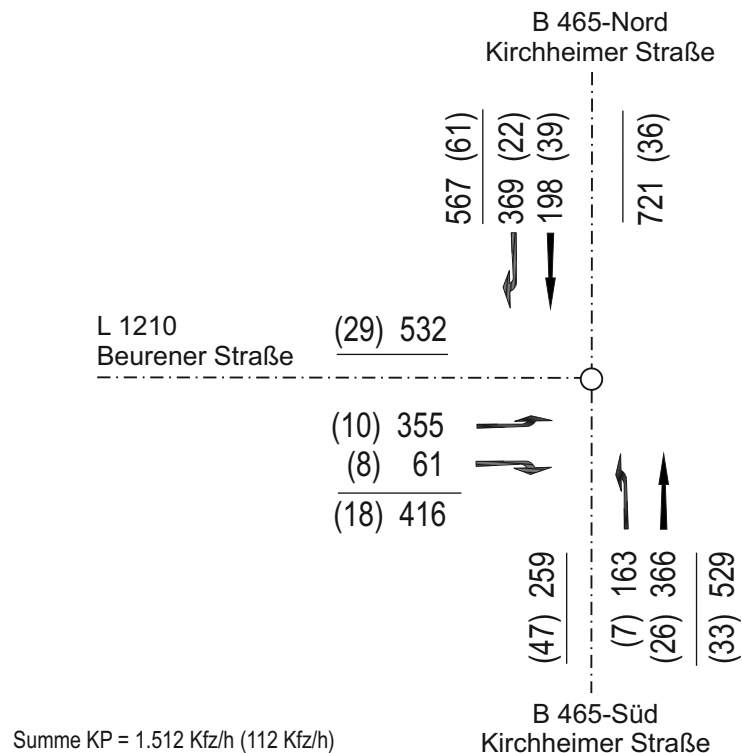 B 465-Nord
Kirchheimer Straße
567 (61)
369 (22)
198 (39)
721 (36)
L 1210
Beurener Straße
(29) 532
(10) 355
(8) 61
(18) 416
(47) 259
(7) 163
(26) 366
(33) 529
B 465-Süd
Kirchheimer Straße
Summe KP = 1.512 Kfz/h (112 Kfz/h)